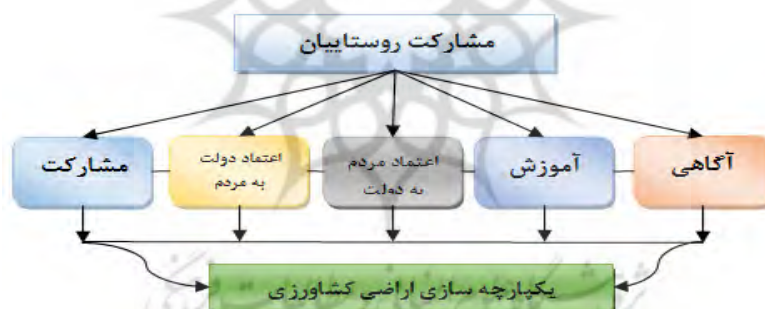 مشارکت روستاییان
آگاهی
آموزش
اعتماد مردم
به دولت
اعتماد دولت
به مردم
مشارکت
یکپارچه سازی اراضی کشاورزی